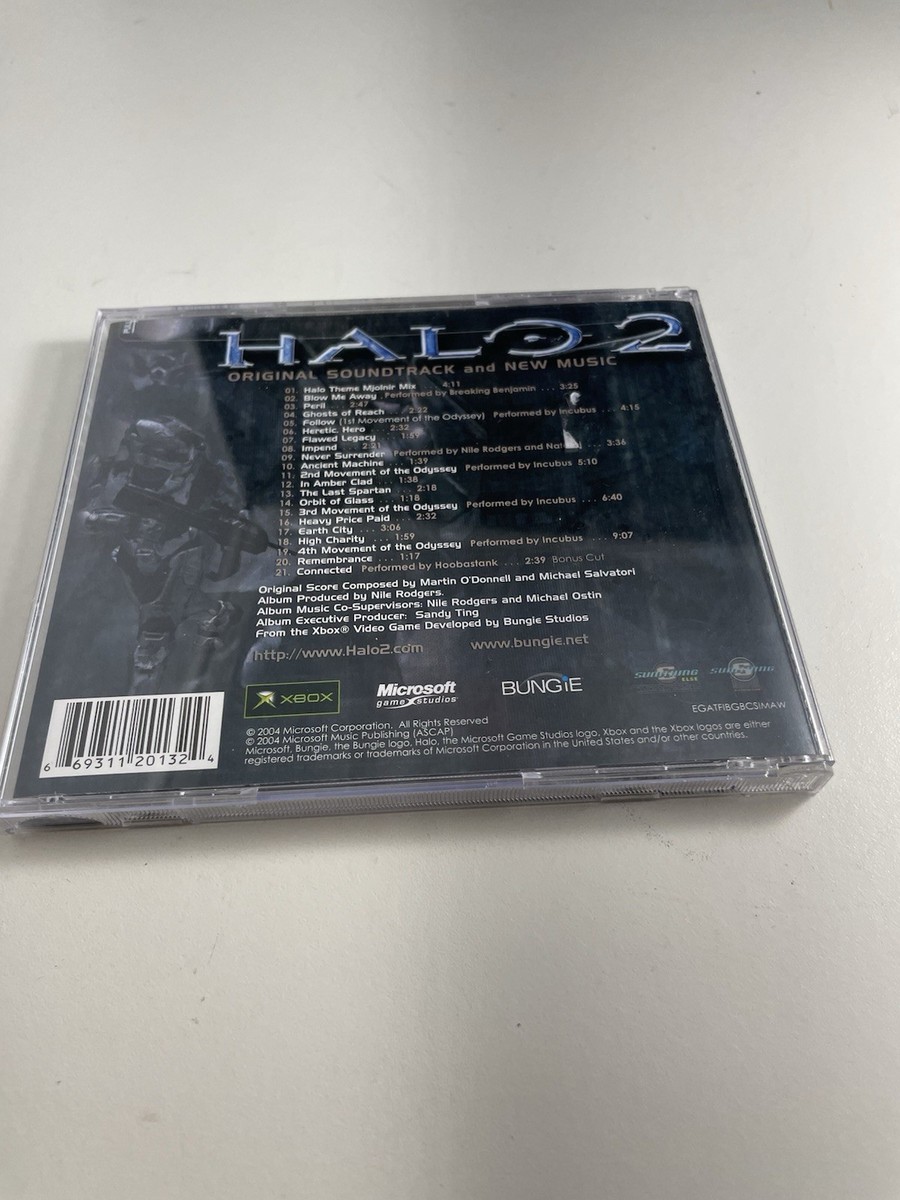 HALO 2
ORIGINAL SOUNDTRACK and NEW MUSIC
01. Halo Theme Mjolnir Mix 4:11
02. Blow Me Away . Performed by Breaking Benjamin ... 3:25
03. Peril ... 2:47
04. Ghosts of Reach ... 2:22
05. Follow (1st Movement of the Odyssey) Performed by Incubus ... 4:15
06. Heretic, Hero ... 2:32
07. Flawed Legacy ... 1:59
08. Impend ... 2:21
09. Never Surrender Performed by Nile Rodgers and ... 3:36
10. Ancient Machine ... 1:39
11. 2nd Movement of the Odyssey Performed by Incubus 5:10
12. In Amber Clad ... 1:38
13. The Last Spartan ... 2:18
14. Orbit of Glass ... 1:18
15. 3rd Movement of the Odyssey Performed by Incubus ... 6:40
16. Heavy Price Paid ... 2:32
17. Earth City ... 3:06
18. High Charity ... 1:59
19. 4th Movement of the Odyssey Performed by Incubus ... 9:07
20. Remembrance ... 1:17
21. Connected Performed by Hoobastank ... 2:39 Bonus Cut
Original Score Composed by Martin O'Donnell and Michael Salvatori
Album Produced by Nile Rodgers.
Album Music Co-Supervisors: Nile Rodgers and Michael Ostin
Album Executive Producer: Sandy Ting
From the Xbox® Video Game Developed by Bungie Studios
http://www.Halo2.com www.bungie.net
XBOX Microsoft game studios BUNGiE SUMTHING ELSE SUMTHING
EGATFIBGBCSIMAW
6 69311 20132 4
© 2004 Microsoft Corporation. All Rights Reserved
© 2004 Microsoft Music Publishing (ASCAP)
Microsoft, Bungie, the Bungie logo, Halo, the Microsoft Game Studios logo, Xbox and the Xbox logos are either
registered trademarks or trademarks of Microsoft Corporation in the United States and/or other countries.